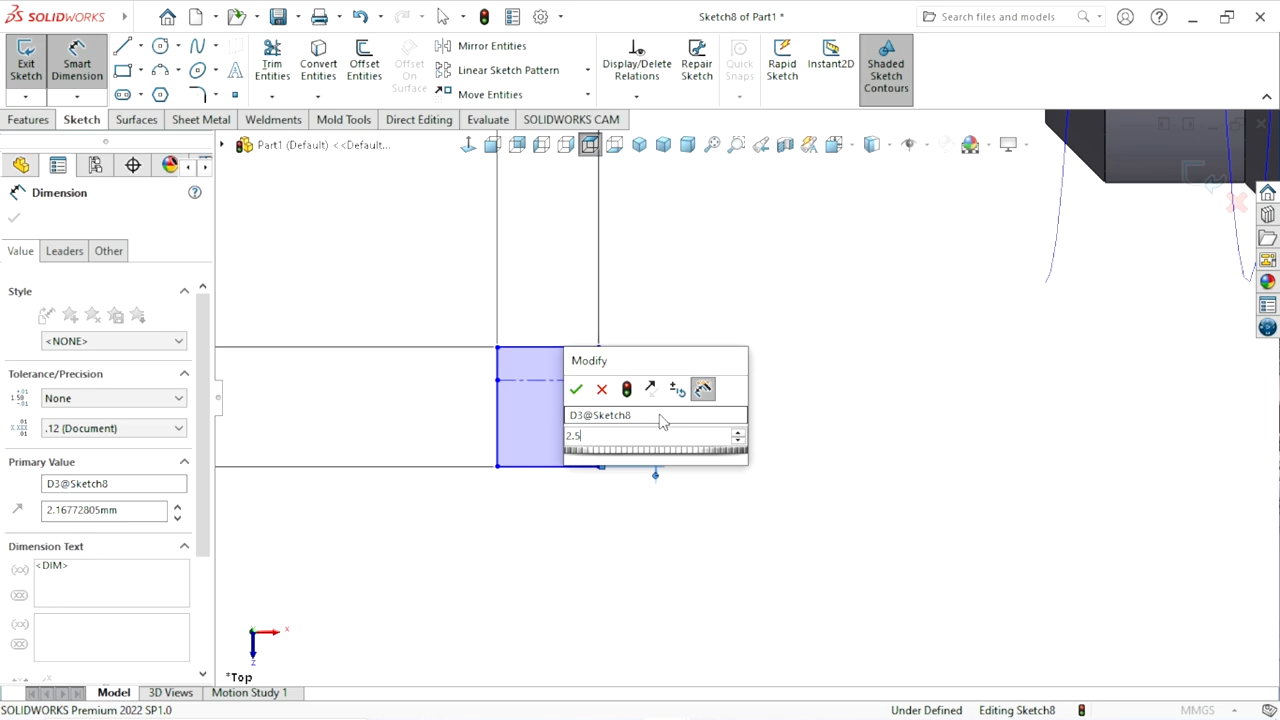 SOLIDWORKS
Sketch8 of Part1 *
Search files and models
Exit Sketch
Smart Dimension
Trim Entities
Convert Entities
Offset Entities
Offset On Surface
Mirror Entities
Linear Sketch Pattern
Move Entities
Display/Delete Relations
Repair Sketch
Quick Snaps
Rapid Sketch
Instant2D
Shaded Sketch Contours
Features
Sketch
Surfaces
Sheet Metal
Weldments
Mold Tools
Direct Editing
Evaluate
SOLIDWORKS CAM
Part1 (Default) <<Default...
Dimension
Value
Leaders
Other
Style
<NONE>
Tolerance/Precision
None
.12 (Document)
Primary Value
D3@Sketch8
2.16772805mm
Dimension Text
<DIM>
Modify
D3@Sketch8
2.5
x
z
*Top
Model
3D Views
Motion Study 1
SOLIDWORKS Premium 2022 SP1.0
Under Defined
Editing Sketch8
MMGS